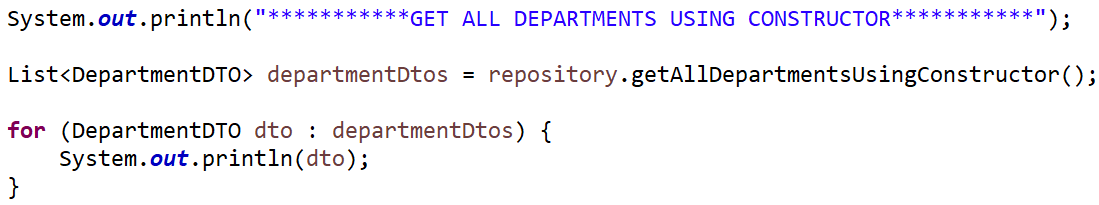 System.out.println("***********GET ALL DEPARTMENTS USING CONSTRUCTOR***********");
List<DepartmentDTO> departmentDtos = repository.getAllDepartmentsUsingConstructor();
for (DepartmentDTO dto : departmentDtos) {
    System.out.println(dto);
}